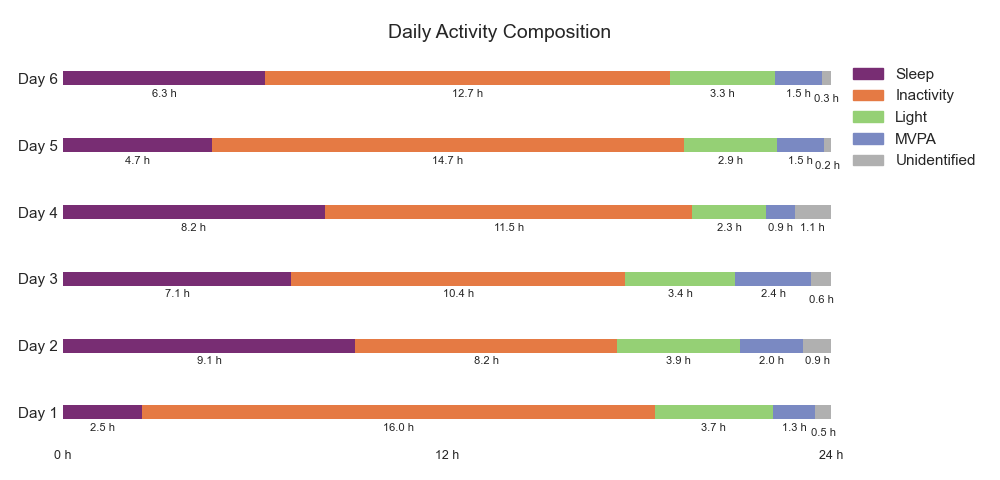 Daily Activity Composition
Day 6
6.3 h 12.7 h 3.3 h 1.5 h 0.3 h
Day 5
4.7 h 14.7 h 2.9 h 1.5 h 0.2 h
Day 4
8.2 h 11.5 h 2.3 h 0.9 h 1.1 h
Day 3
7.1 h 10.4 h 3.4 h 2.4 h 0.6 h
Day 2
9.1 h 8.2 h 3.9 h 2.0 h 0.9 h
Day 1
2.5 h 16.0 h 3.7 h 1.3 h 0.5 h
0 h 12 h 24 h
Sleep
Inactivity
Light
MVPA
Unidentified